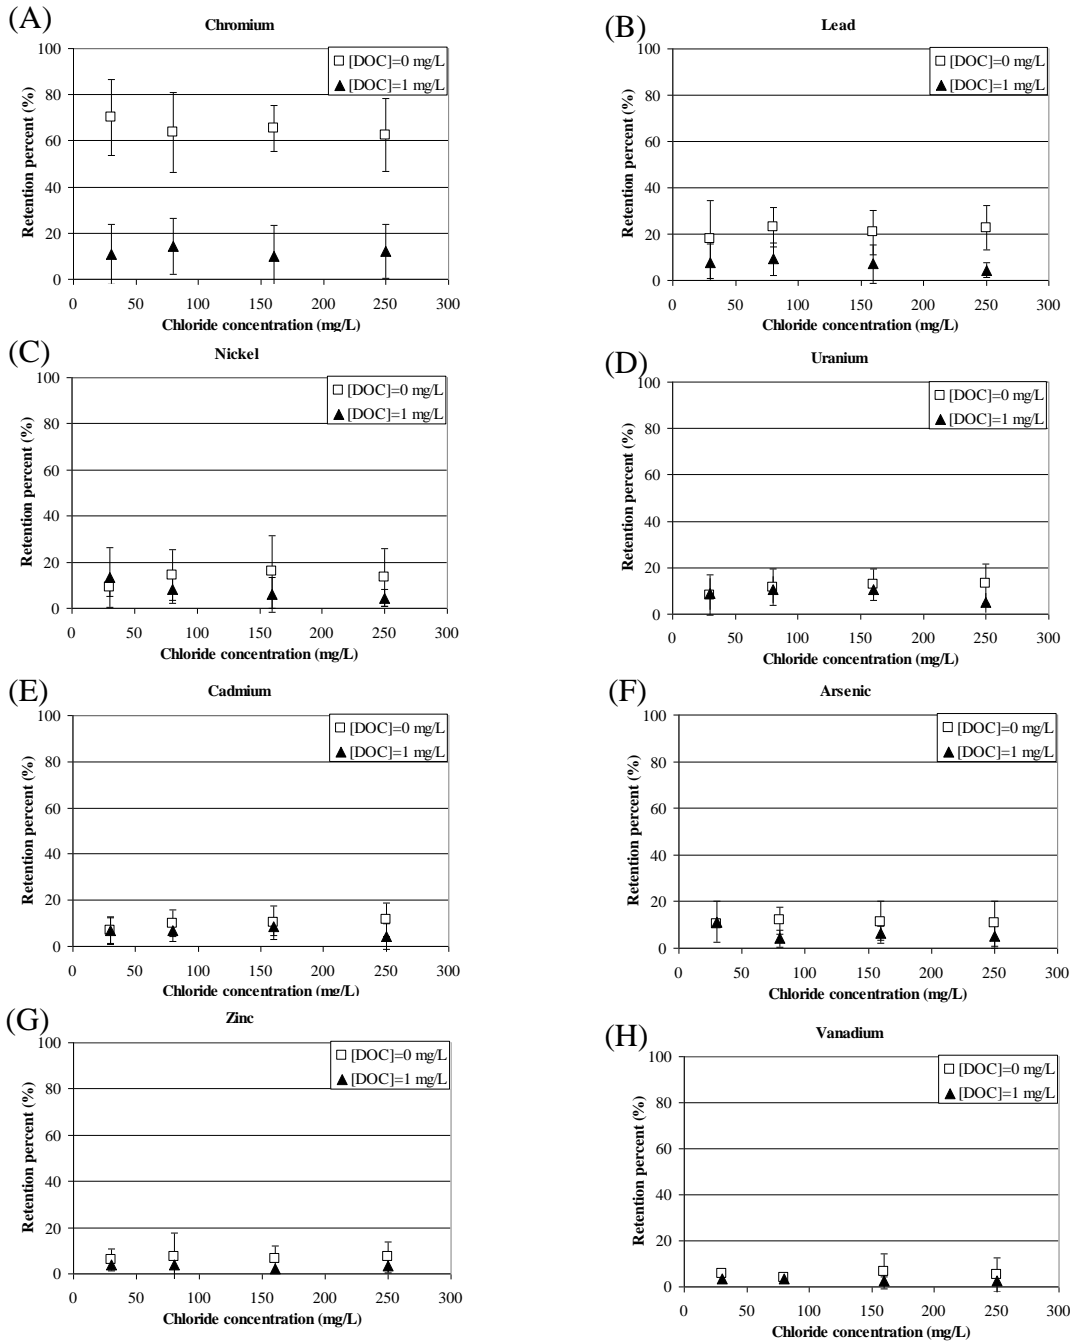 (A)
Chromium
Retention percent (%)
100
80
60
40
20
0
0 50 100 150 200 250 300
Chloride concentration (mg/L)
[DOC]=0 mg/L
[DOC]=1 mg/L
(B)
Lead
Retention percent (%)
100
80
60
40
20
0
0 50 100 150 200 250 300
Chloride concentration (mg/L)
[DOC]=0 mg/L
[DOC]=1 mg/L
(C)
Nickel
Retention percent (%)
100
80
60
40
20
0
0 50 100 150 200 250 300
Chloride concentration (mg/L)
[DOC]=0 mg/L
[DOC]=1 mg/L
(D)
Uranium
Retention percent (%)
100
80
60
40
20
0
0 50 100 150 200 250 300
Chloride concentration (mg/L)
[DOC]=0 mg/L
[DOC]=1 mg/L
(E)
Cadmium
Retention percent (%)
100
80
60
40
20
0
0 50 100 150 200 250 300
Chloride concentration (mg/L)
[DOC]=0 mg/L
[DOC]=1 mg/L
(F)
Arsenic
Retention percent (%)
100
80
60
40
20
0
0 50 100 150 200 250 300
Chloride concentration (mg/L)
[DOC]=0 mg/L
[DOC]=1 mg/L
(G)
Zinc
Retention percent (%)
100
80
60
40
20
0
0 50 100 150 200 250 300
Chloride concentration (mg/L)
[DOC]=0 mg/L
[DOC]=1 mg/L
(H)
Vanadium
Retention percent (%)
100
80
60
40
20
0
0 50 100 150 200 250 300
Chloride concentration (mg/L)
[DOC]=0 mg/L
[DOC]=1 mg/L